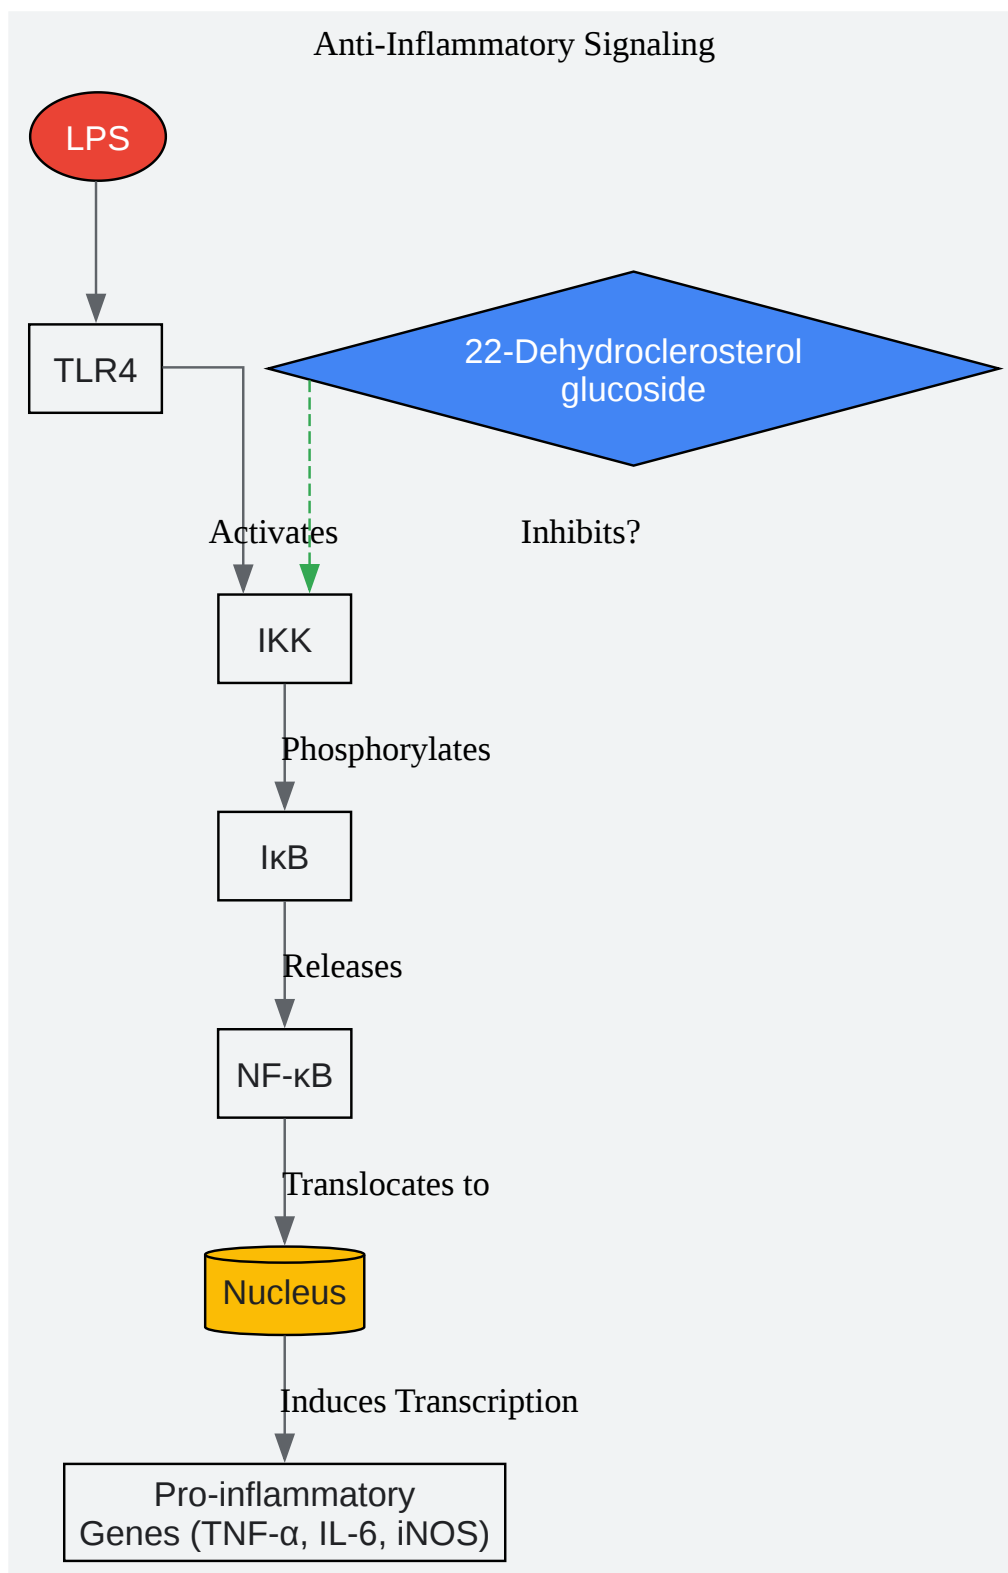 Anti-Inflammatory Signaling
LPS
TLR4
22-Dehydroclerosterol
glucoside
Activates
Inhibits?
IKK
Phosphorylates
IκB
Releases
NF-κB
Translocates to
Nucleus
Induces Transcription
Pro-inflammatory
Genes (TNF-α, IL-6, iNOS)